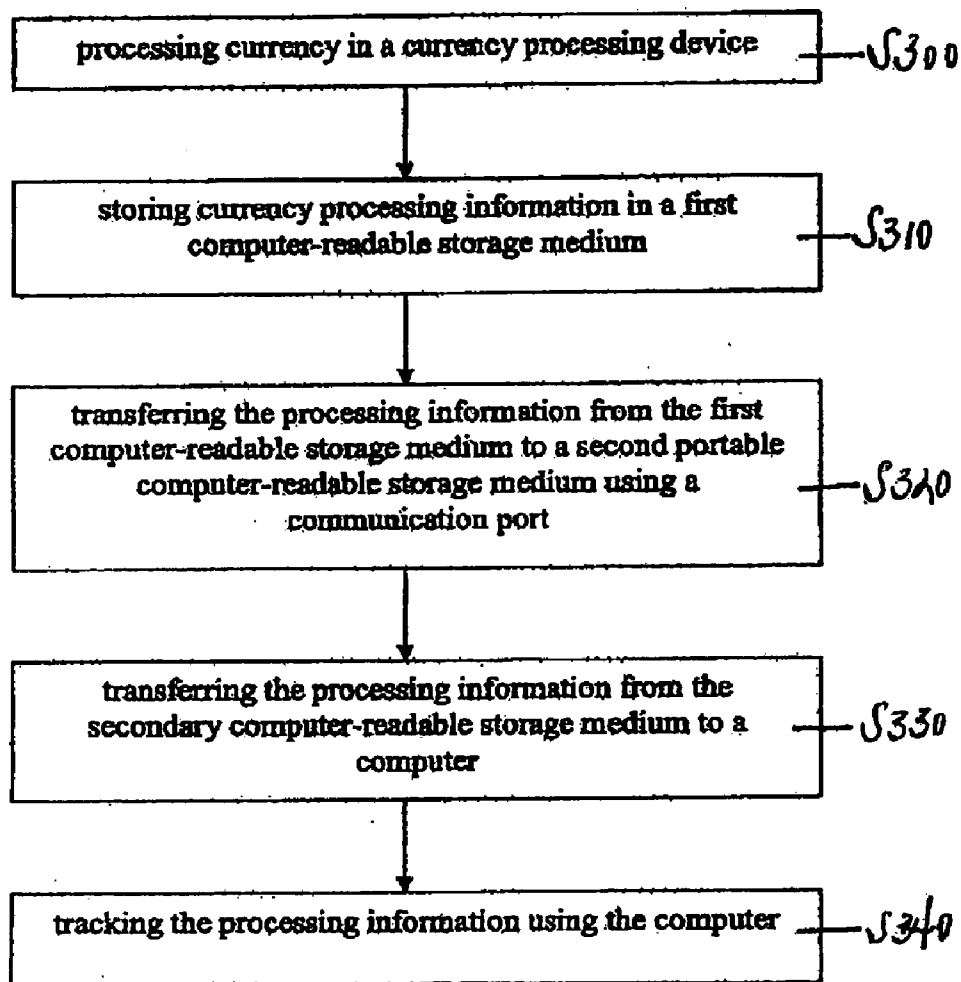 processing currency in a currency processing device
S300
storing currency processing information in a first
computer-readable storage medium
S310
transferring the processing information from the first
computer-readable storage medium to a second portable
computer-readable storage medium using a
communication port
S320
transferring the processing information from the
secondary computer-readable storage medium to a
computer
S330
tracking the processing information using the computer
S340